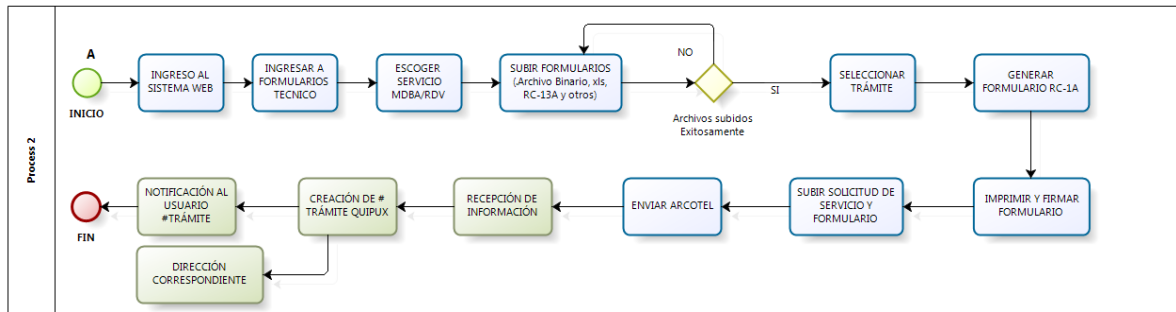 Process 2
A
INICIO
INGRESO AL
SISTEMA WEB
INGRESAR A
FORMULARIOS
TECNICO
ESCOGER
SERVICIO
MDBA/RDV
SUBIR FORMULARIOS
(Archivo Binario, xls,
RC-13A y otros)
NO
SI
Archivos subidos
Exitosamente
SELECCIONAR
TRÁMITE
GENERAR
FORMULARIO RC-1A
IMPRIMIR Y FIRMAR
FORMULARIO
SUBIR SOLICITUD DE
SERVICIO Y
FORMULARIO
ENVIAR ARCOTEL
RECEPCIÓN DE
INFORMACIÓN
CREACIÓN DE #
TRÁMITE QUIPUX
NOTIFICACIÓN AL
USUARIO
#TRÁMITE
FIN
DIRECCIÓN
CORRESPONDIENTE